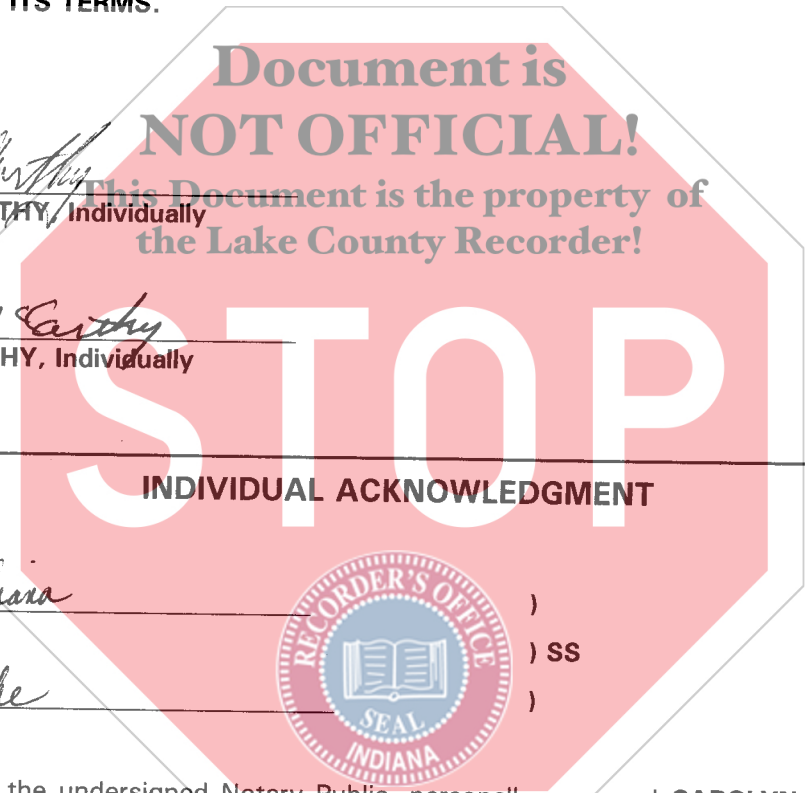 ITS TERMS.
Document is
NOT OFFICIAL!
This Document is the property of
THY, Individually
the Lake County Recorder!
HY, Individually
STOP
INDIVIDUAL ACKNOWLEDGMENT
)
RECORDER'S OFFICE
) SS
)
SEAL
INDIANA
the undersigned Notary Public,